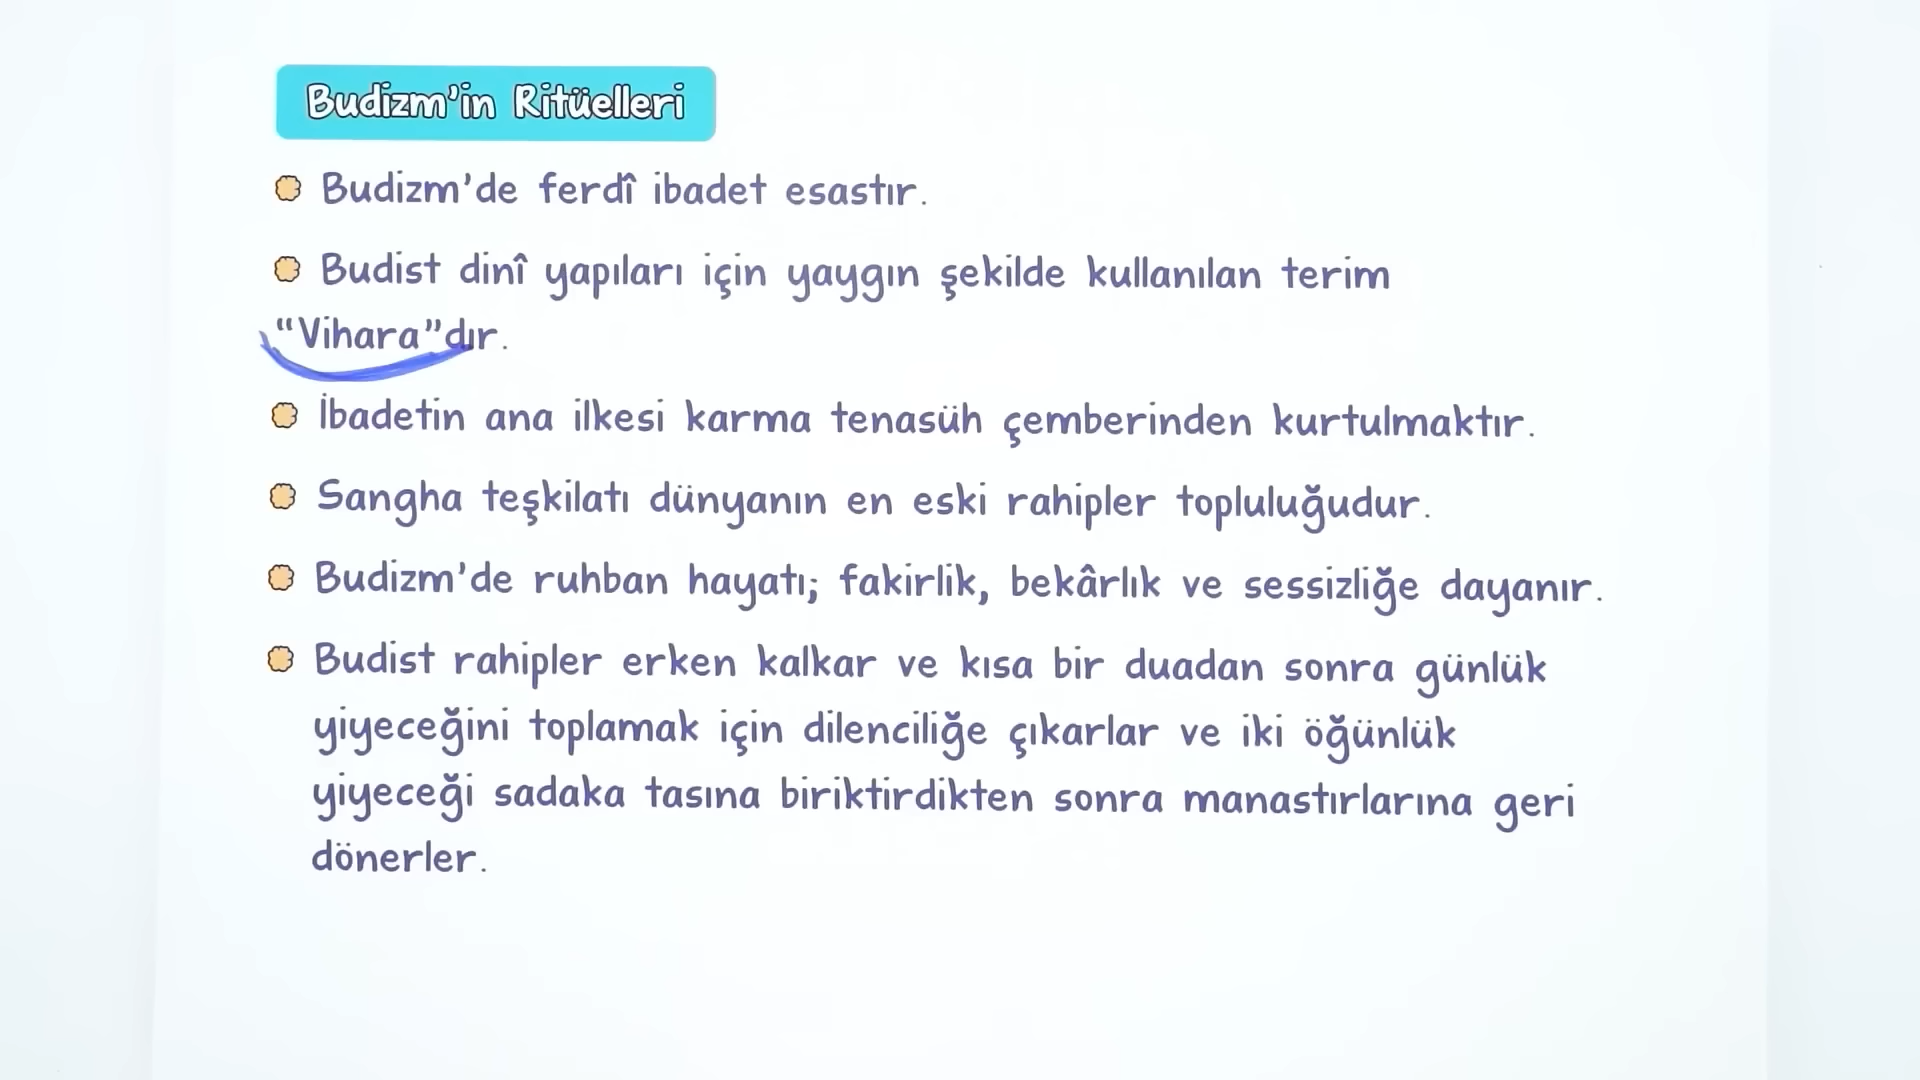 Budizm'in Ritüelleri
Budizm'de ferdî ibadet esastır.
Budist dinî yapıları için yaygın şekilde kullanılan terim
"Vihara"dır.
İbadetin ana ilkesi karma tenasüh çemberinden kurtulmaktır.
Sangha teşkilatı dünyanın en eski rahipler topluluğudur.
Budizm'de ruhban hayatı; fakirlik, bekârlık ve sessizliğe dayanır.
Budist rahipler erken kalkar ve kısa bir duadan sonra günlük
yiyeceğini toplamak için dilenciliğe çıkarlar ve iki öğünlük
yiyeceği sadaka tasına biriktirdikten sonra manastırlarına geri
dönerler.